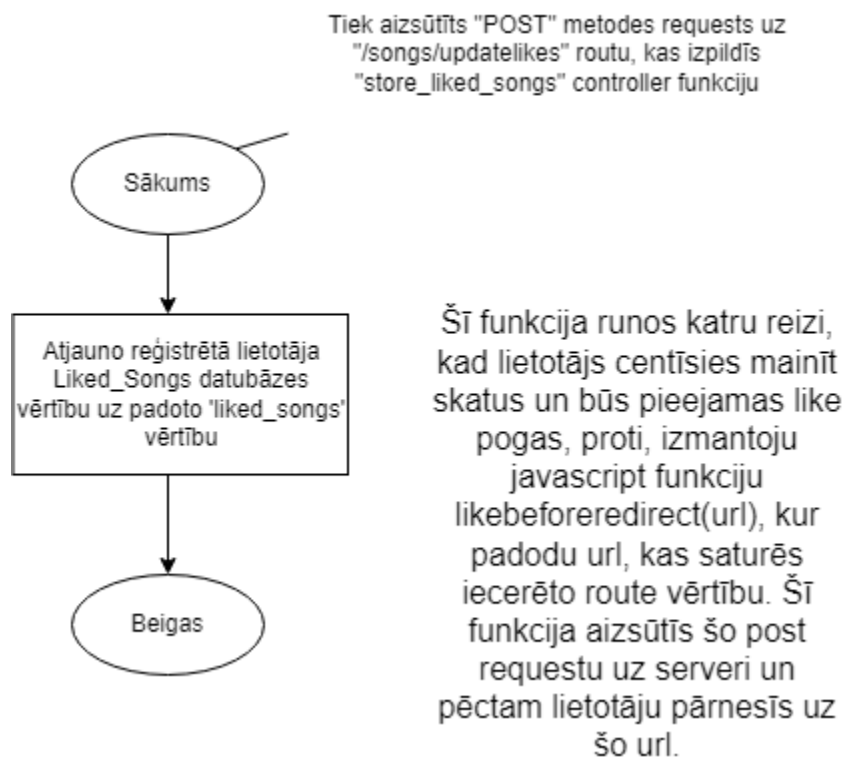 Tiek aizsūtīts "POST" metodes requests uz
"/songs/updatelikes" routu, kas izpildīs
"store_liked_songs" controller funkciju
Sākums
Atjauno reģistrētā lietotāja
Liked_Songs datubāzes
vērtību uz padoto 'liked_songs'
vērtību
Beigas
Šī funkcija runos katru reizi,
kad lietotājs centīsies mainīt
skatus un būs pieejamas like
pogas, proti, izmantoju
javascript funkciju
likebeforeredirect(url), kur
padodu url, kas saturēs
iecerēto route vērtību. Šī
funkcija aizsūtīs šo post
requestu uz serveri un
pēctam lietotāju pārnesīs uz
šo url.